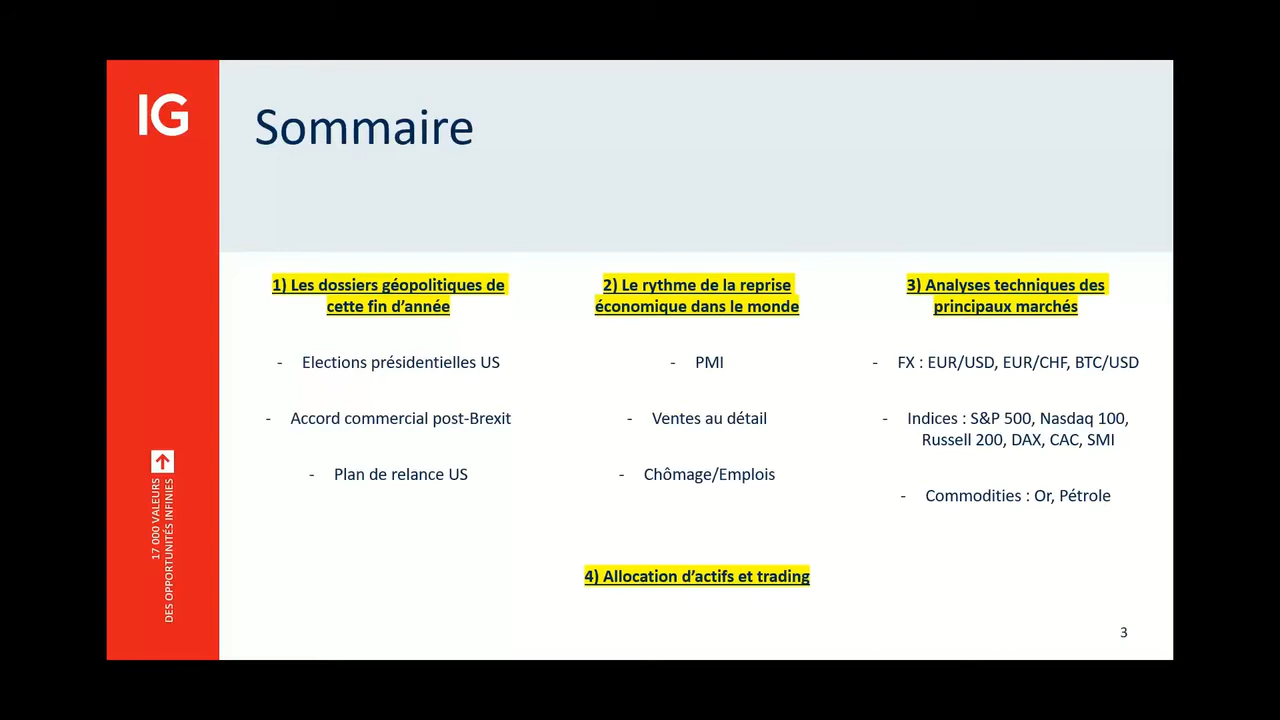 IG
Sommaire
1) Les dossiers géopolitiques de
cette fin d'année
- Elections présidentielles US
- Accord commercial post-Brexit
- Plan de relance US
2) Le rythme de la reprise
économique dans le monde
- PMI
- Ventes au détail
- Chômage/Emplois
3) Analyses techniques des
principaux marchés
- FX : EUR/USD, EUR/CHF, BTC/USD
- Indices : S&P 500, Nasdaq 100,
Russell 200, DAX, CAC, SMI
- Commodities : Or, Pétrole
4) Allocation d'actifs et trading
17 000 VALEURS
DES OPPORTUNITÉS INFINIES
3